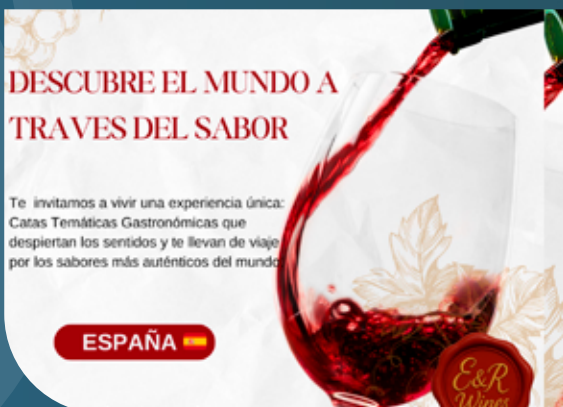 DESCUBRE EL MUNDO A
TRAVES DEL SABOR
Te invitamos a vivir una experiencia única:
Catas Temáticas Gastronómicas que
despiertan los sentidos y te llevan de viaje
por los sabores más auténticos del mundo
ESPAÑA
E&R
Wines